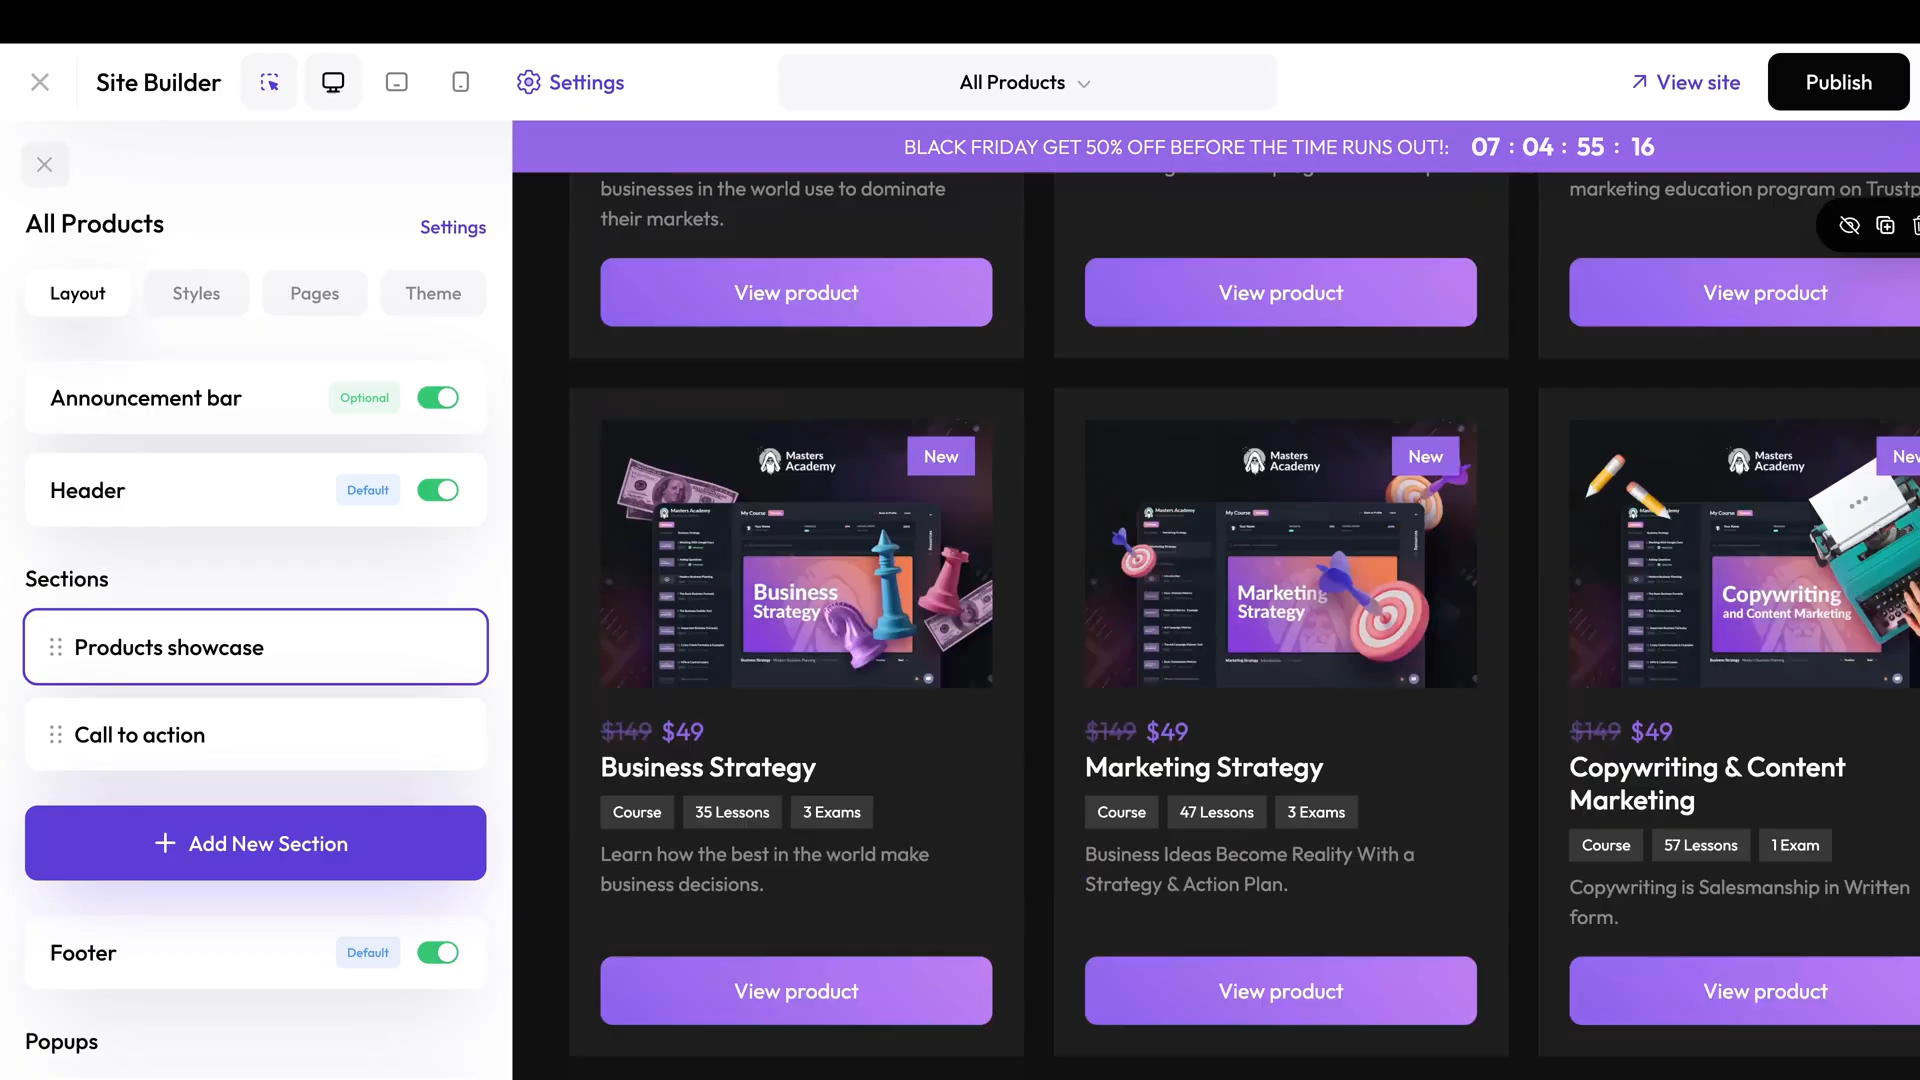 Site Builder
Settings
All Products
View site
Publish
All Products
Settings
Layout
Styles
Pages
Theme
Announcement bar
Optional
Header
Default
Sections
Products showcase
Call to action
+ Add New Section
Footer
Default
Popups
BLACK FRIDAY GET 50% OFF BEFORE THE TIME RUNS OUT!: 07 : 04 : 55 : 16
businesses in the world use to dominate
their markets.
View product
View product
marketing education program on Trustp
View product
Masters
Academy
New
My Course
Business
Strategy
$149 $49
Business Strategy
Course
35 Lessons
3 Exams
Learn how the best in the world make
business decisions.
View product
Masters
Academy
New
My Course
Marketing
Strategy
$149 $49
Marketing Strategy
Course
47 Lessons
3 Exams
Business Ideas Become Reality With a
Strategy & Action Plan.
View product
Masters
Academy
New
My Course
Copywriting
and Content Marketing
$149 $49
Copywriting & Content
Marketing
Course
57 Lessons
1 Exam
Copywriting is Salesmanship in Written
form.
View product